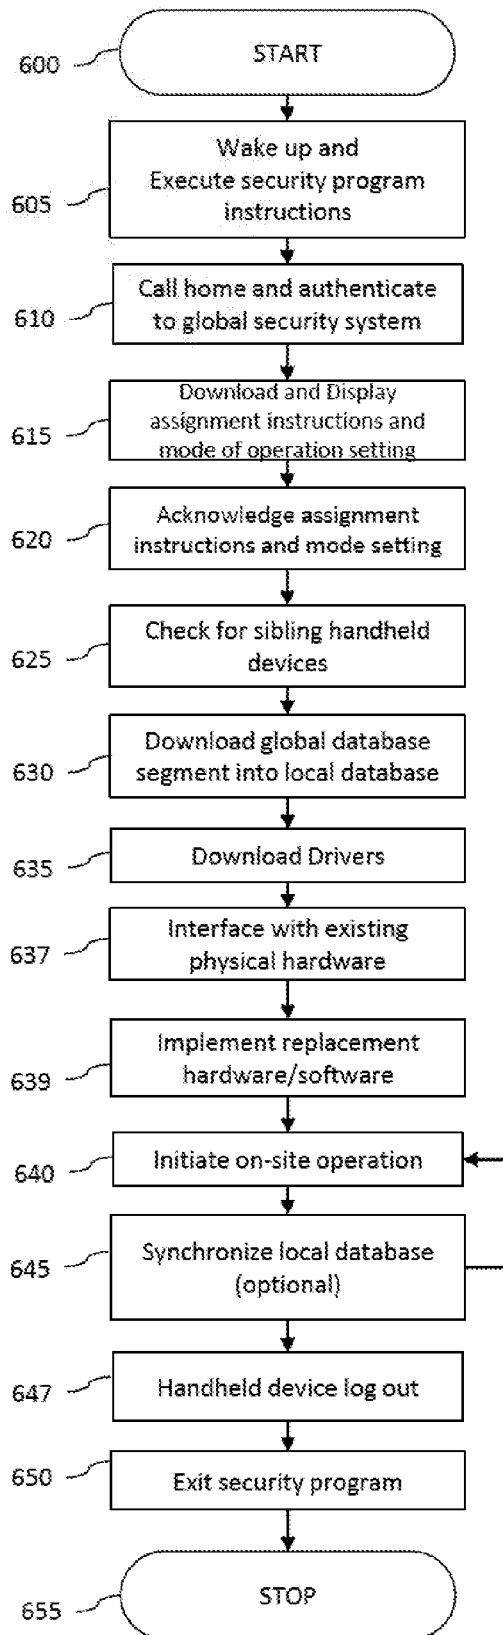 600
START
605
Wake up and
Execute security program
instructions
610
Call home and authenticate
to global security system
615
Download and Display
assignment instructions and
mode of operation setting
620
Acknowledge assignment
instructions and mode setting
625
Check for sibling handheld
devices
630
Download global database
segment into local database
635
Download Drivers
637
Interface with existing
physical hardware
639
Implement replacement
hardware/software
640
Initiate on-site operation
645
Synchronize local database
(optional)
647
Handheld device log out
650
Exit security program
655
STOP